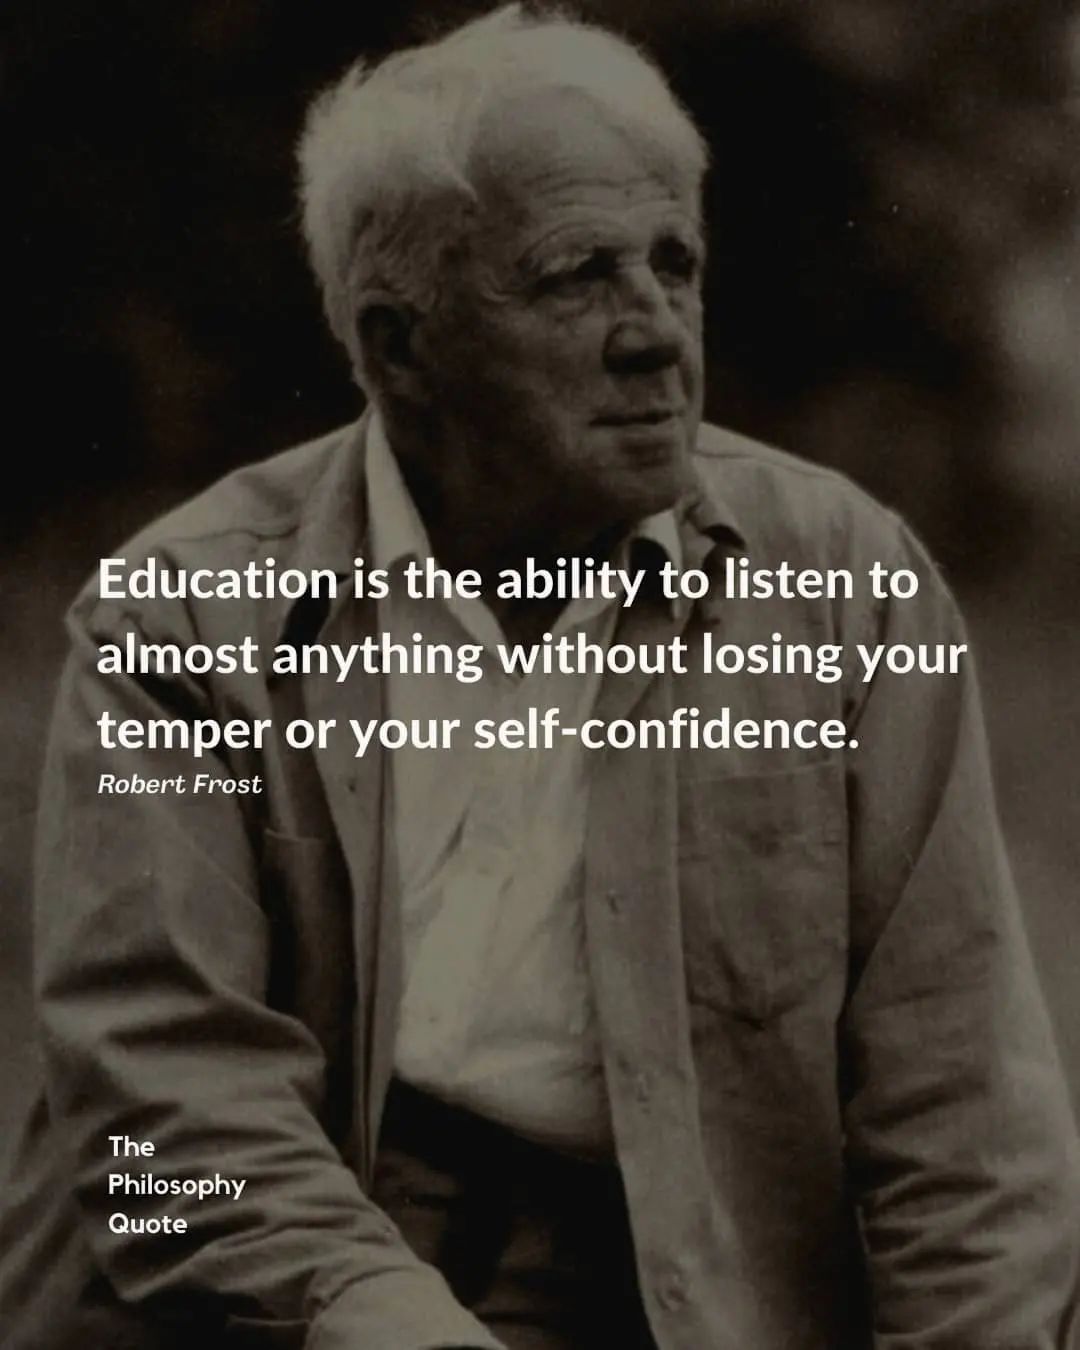 Education is the ability to listen to
almost anything without losing your
temper or your self-confidence.
Robert Frost
The
Philosophy
Quote